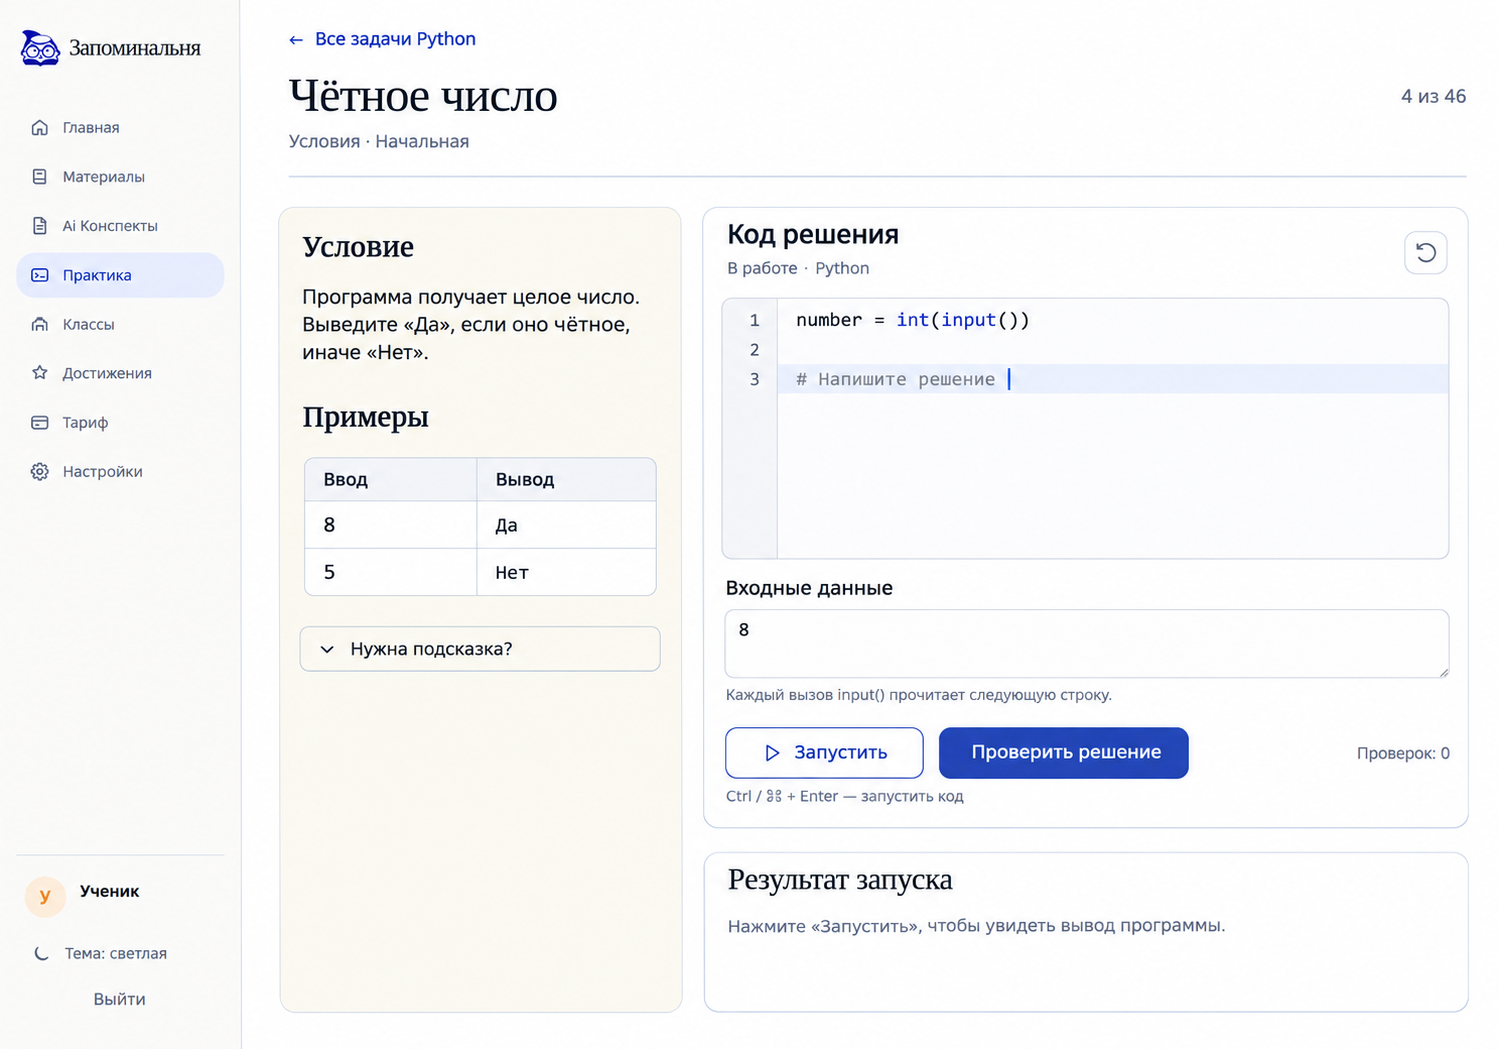 Запоминальня
Главная
Материалы
Ai Конспекты
Практика
Классы
Достижения
Тариф
Настройки
У
Ученик
Тема: светлая
Выйти
← Все задачи Python
Чётное число
4 из 46
Условия · Начальная
Условие
Программа получает целое число.
Выведите «Да», если оно чётное,
иначе «Нет».
Примеры
Ввод Вывод
8 Да
5 Нет
Нужна подсказка?
Код решения
В работе · Python
1 number = int(input())
2
3 # Напишите решение
Входные данные
8
Каждый вызов input() прочитает следующую строку.
Запустить Проверить решение Проверок: 0
Ctrl / ⌘ + Enter — запустить код
Результат запуска
Нажмите «Запустить», чтобы увидеть вывод программы.